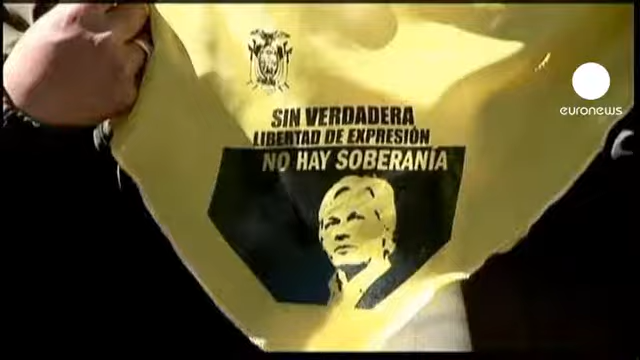 SIN VERDADERA
LIBERTAD DE EXPRESIÓN
NO HAY SOBERANÍA
euronews